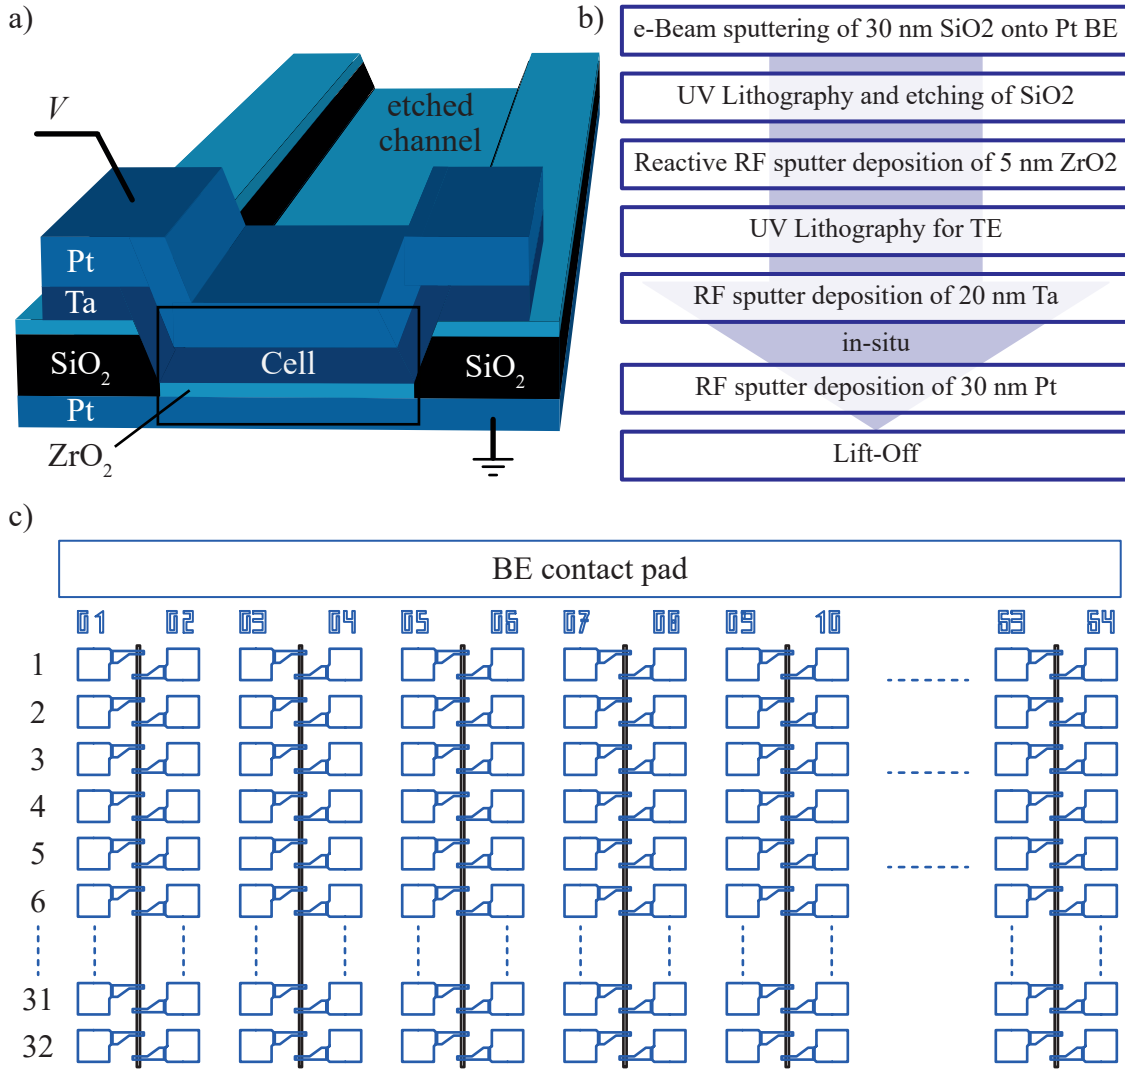 a)
V
etched
channel
Pt
Ta
SiO₂
Cell
SiO₂
Pt
ZrO₂
b)
e-Beam sputtering of 30 nm SiO2 onto Pt BE
UV Lithography and etching of SiO2
Reactive RF sputter deposition of 5 nm ZrO2
UV Lithography for TE
RF sputter deposition of 20 nm Ta
in-situ
RF sputter deposition of 30 nm Pt
Lift-Off
c)
BE contact pad
01 02 03 04 05 06 07 08 09 10 63 64
1
2
3
4
5
6
31
32